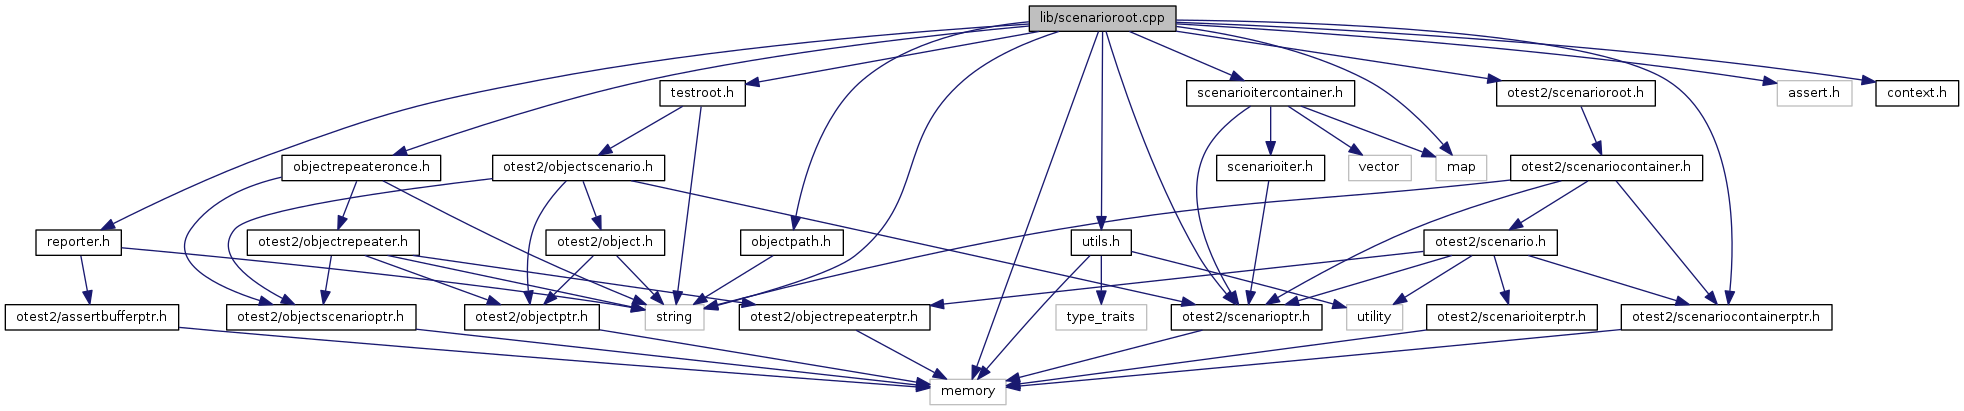 lib/scenarioroot.cpp
testroot.h
scenarioitercontainer.h
otest2/scenarioroot.h
assert.h
context.h
objectrepeateronce.h
otest2/objectscenario.h
scenarioiter.h
vector
map
otest2/scenariocontainer.h
reporter.h
otest2/objectrepeater.h
otest2/object.h
objectpath.h
utils.h
otest2/scenario.h
otest2/assertbufferptr.h
otest2/objectscenarioptr.h
otest2/objectptr.h
string
otest2/objectrepeaterptr.h
type_traits
otest2/scenarioptr.h
utility
otest2/scenarioiterptr.h
otest2/scenariocontainerptr.h
memory